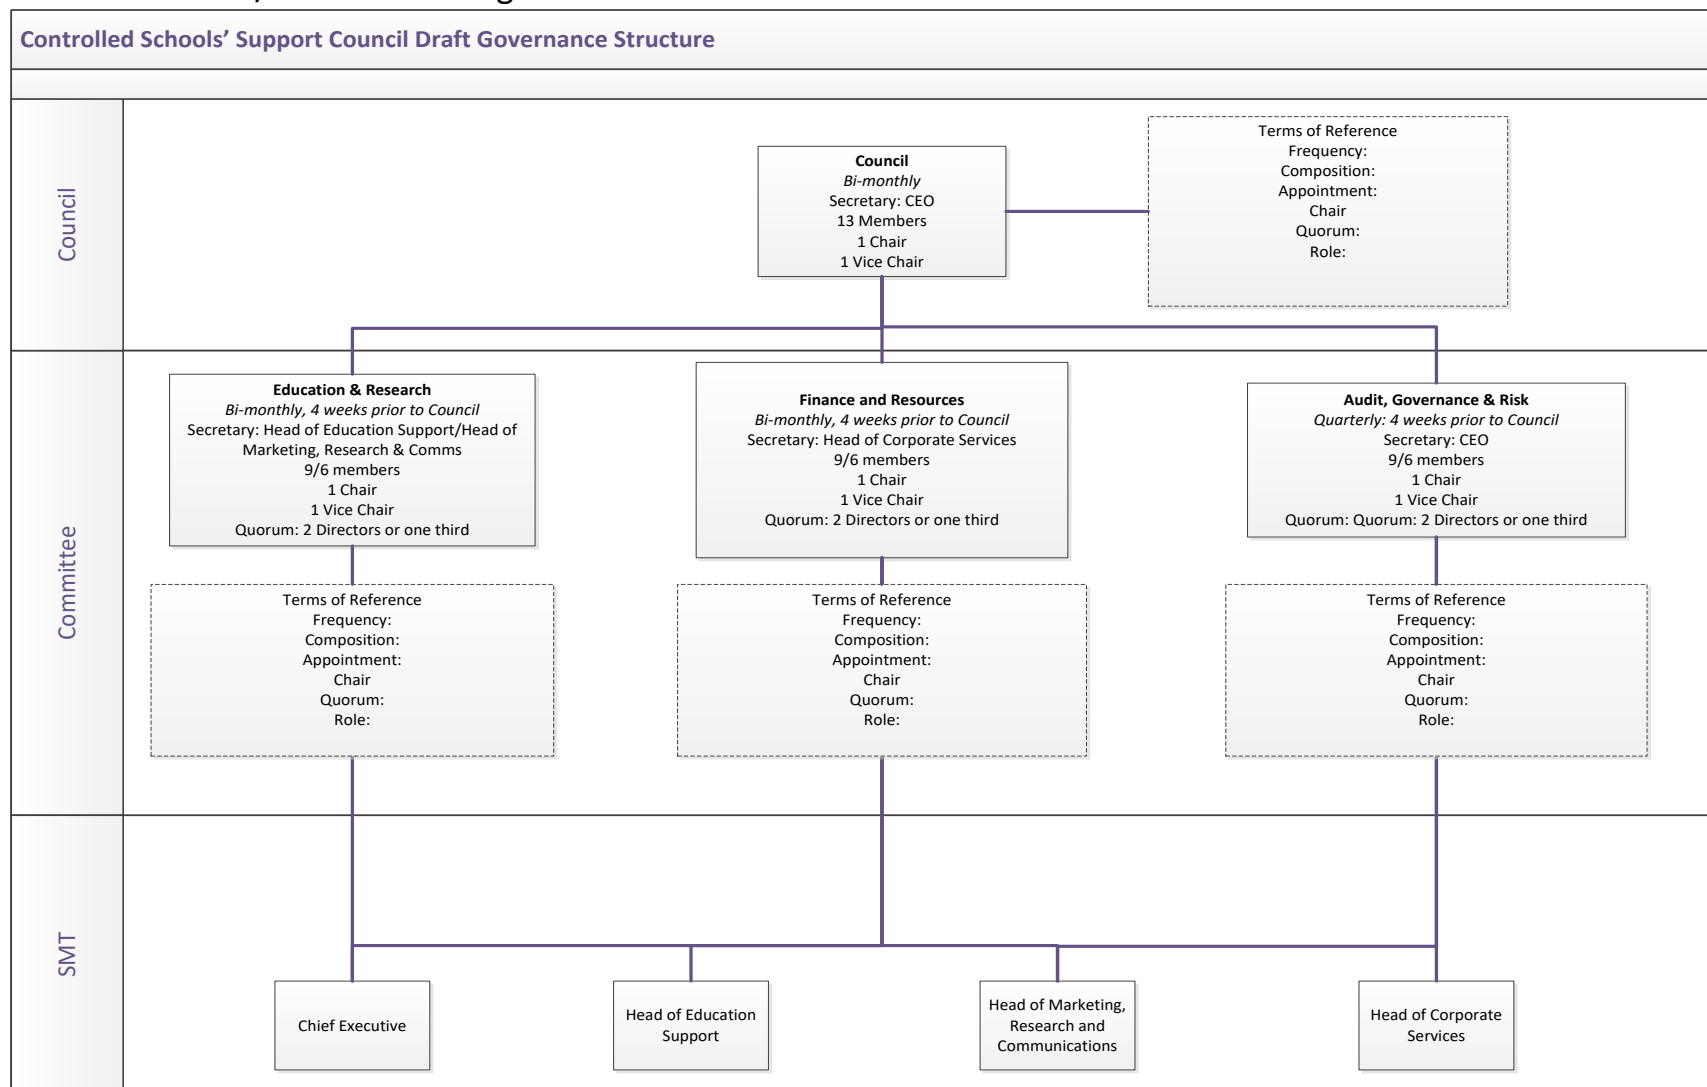 Controlled Schools' Support Council Draft Governance Structure
Council
Council
Bi-monthly
Secretary: CEO
13 Members
1 Chair
1 Vice Chair
Terms of Reference
Frequency:
Composition:
Appointment:
Chair
Quorum:
Role:
Committee
Education & Research
Bi-monthly, 4 weeks prior to Council
Secretary: Head of Education Support/Head of
Marketing, Research & Comms
9/6 members
1 Chair
1 Vice Chair
Quorum: 2 Directors or one third
Finance and Resources
Bi-monthly, 4 weeks prior to Council
Secretary: Head of Corporate Services
9/6 members
1 Chair
1 Vice Chair
Quorum: 2 Directors or one third
Audit, Governance & Risk
Quarterly: 4 weeks prior to Council
Secretary: CEO
9/6 members
1 Chair
1 Vice Chair
Quorum: Quorum: 2 Directors or one third
Terms of Reference
Frequency:
Composition:
Appointment:
Chair
Quorum:
Role:
Terms of Reference
Frequency:
Composition:
Appointment:
Chair
Quorum:
Role:
Terms of Reference
Frequency:
Composition:
Appointment:
Chair
Quorum:
Role:
SMT
Chief Executive
Head of Education
Support
Head of Marketing,
Research and
Communications
Head of Corporate
Services